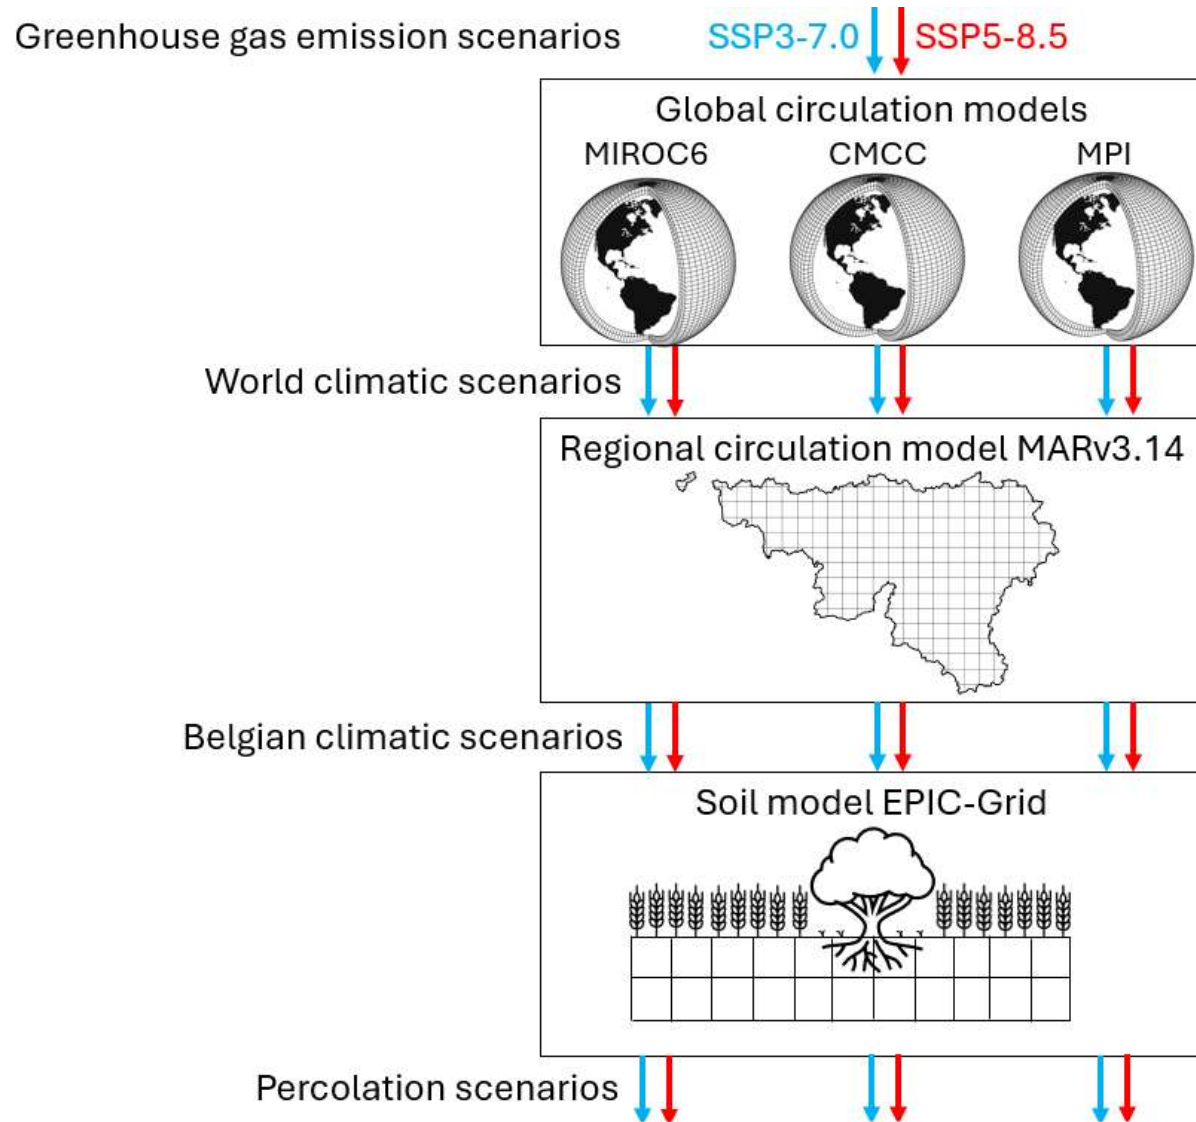 Greenhouse gas emission scenarios SSP3-7.0 SSP5-8.5
Global circulation models
MIROC6 CMCC MPI
World climatic scenarios
Regional circulation model MARv3.14
Belgian climatic scenarios
Soil model EPIC-Grid
Percolation scenarios